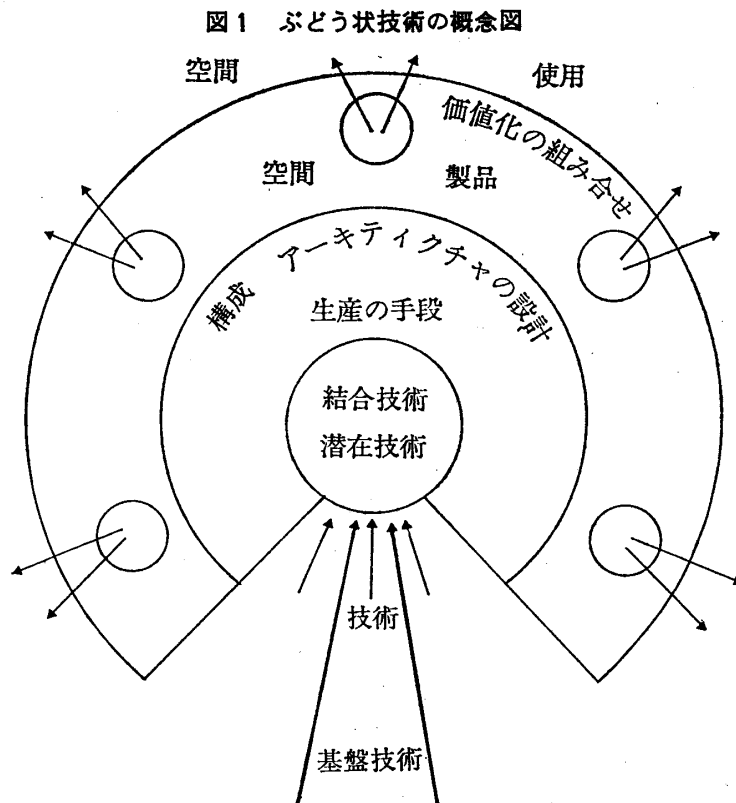 図1 ぶどう状技術の概念図
空間
使用
価値化の組み合せ
空間
製品
構成 アーキティクチャの設計
生産の手段
結合技術
潜在技術
技術
基盤技術